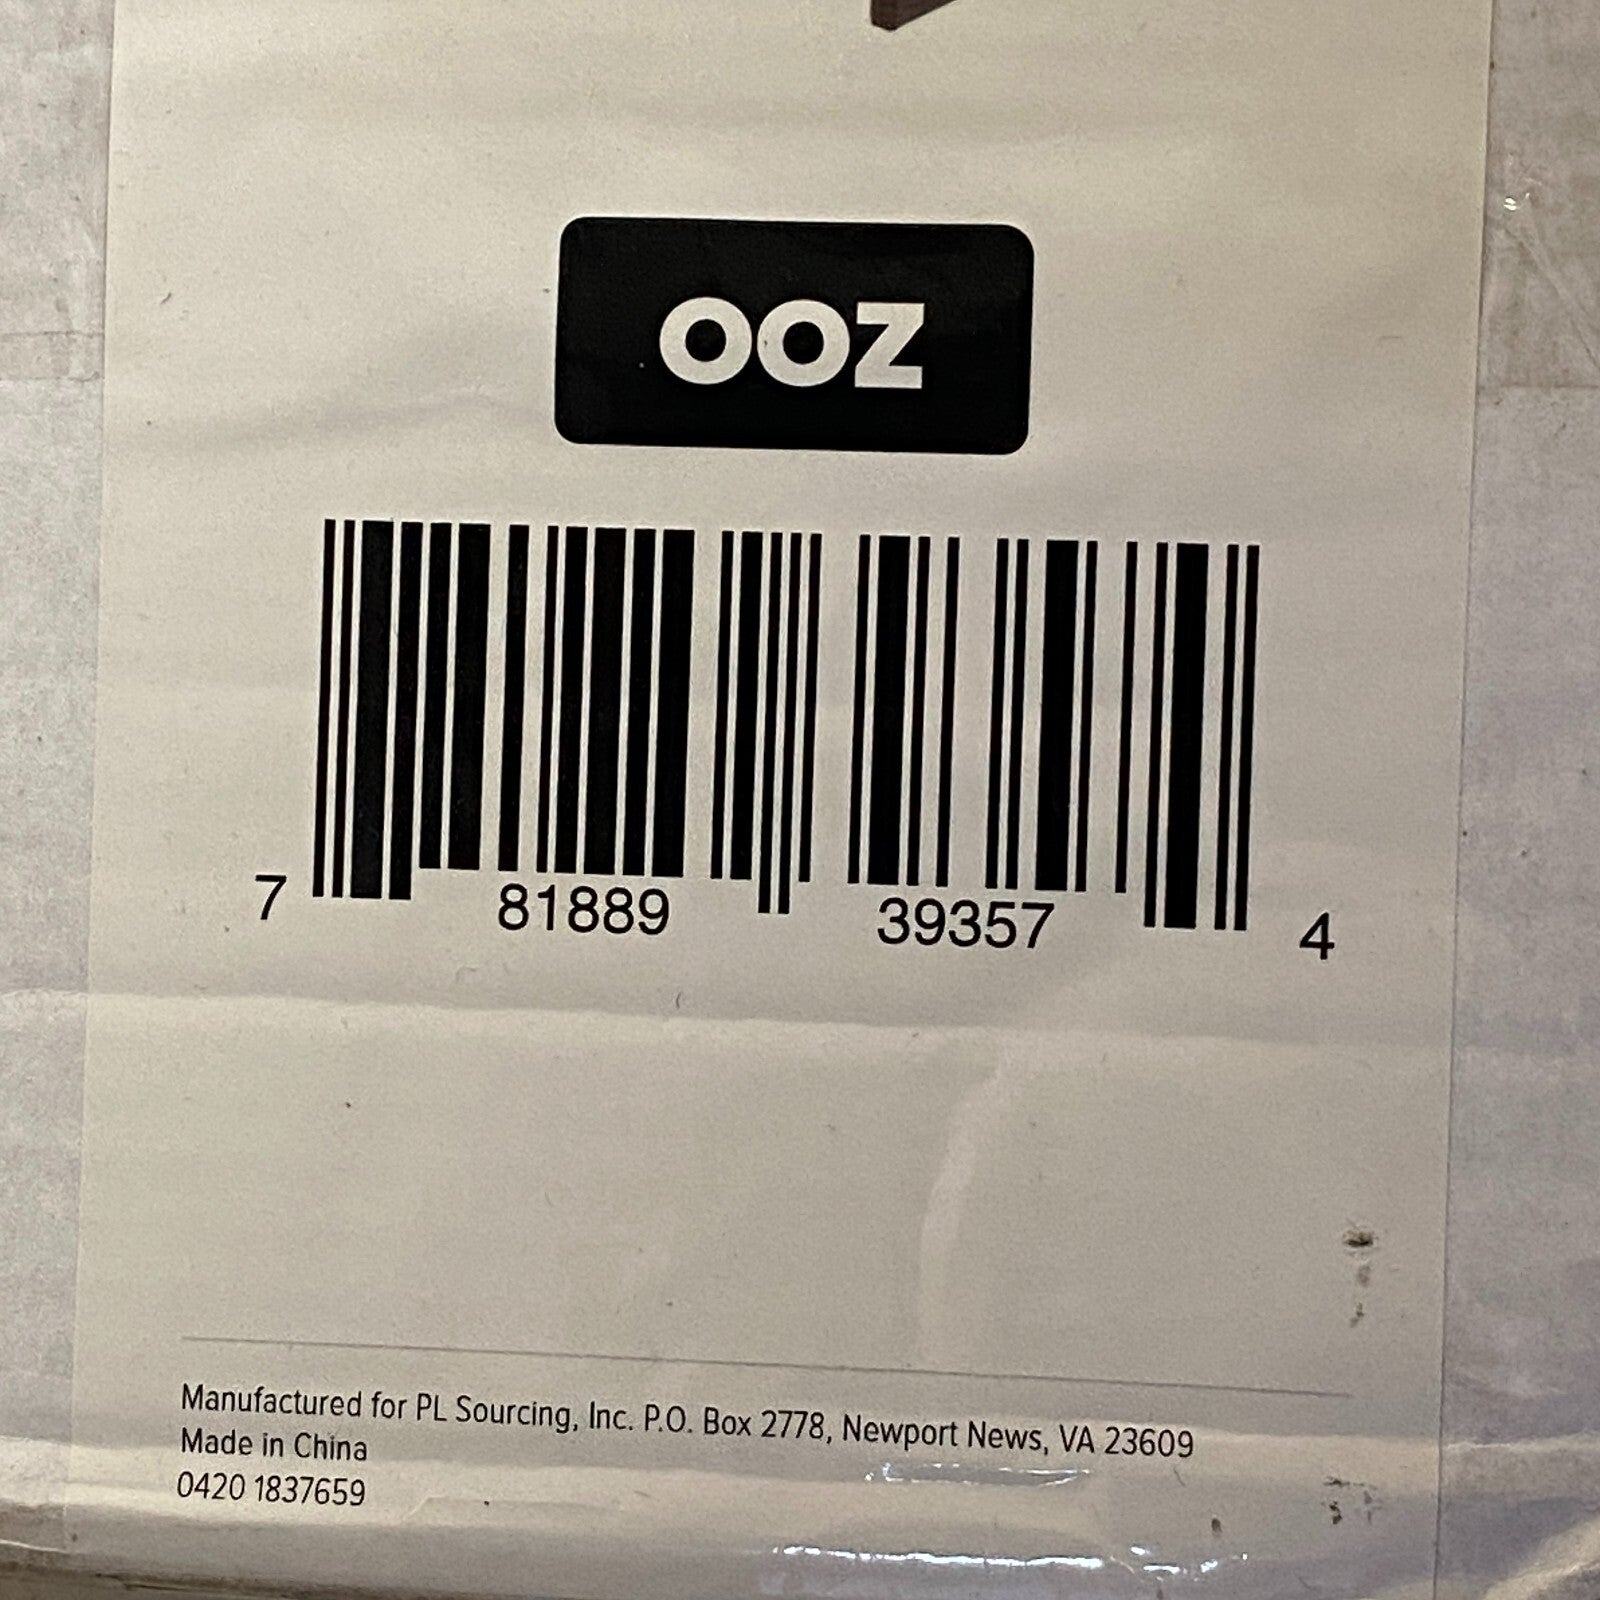 OOZ
7 81889 39357 4
Manufactured for PL Sourcing, Inc. P.O. Box 2778, Newport News, VA 23609
Made in China
0420 1837659